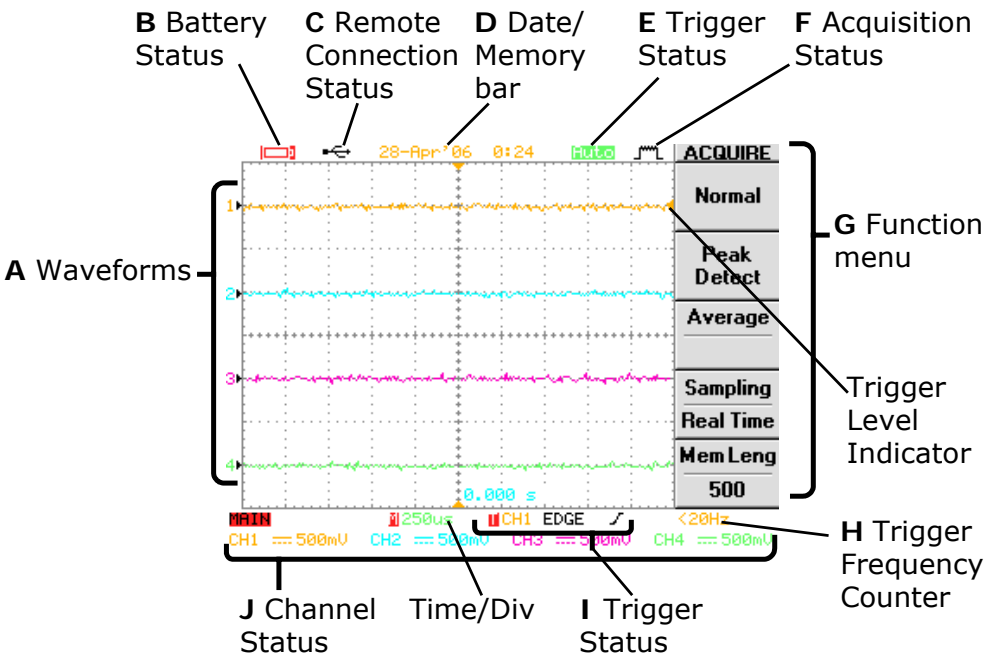 B Battery Status
C Remote Connection Status
D Date/ Memory bar
E Trigger Status
F Acquisition Status
28-Apr'06 0:24 Auto
ACQUIRE
Normal
Peak Detect
Average
Sampling
Real Time
Mem Leng
500
G Function menu
A Waveforms
1
2
3
4
Trigger Level Indicator
0.000 s
MAIN M 250us T CH1 EDGE <20Hz
CH1 500mV CH2 500mV CH3 500mV CH4 500mV
H Trigger Frequency Counter
J Channel Status
Time/Div
I Trigger Status